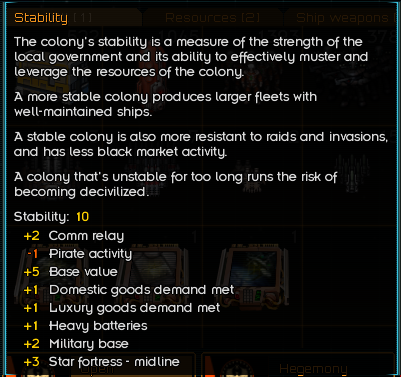 Stability (1) Resources (2) Ship weapons
The colony's stability is a measure of the strength of the
local government and its ability to effectively muster and
leverage the resources of the colony.
A more stable colony produces larger fleets with
well-maintained ships.
A stable colony is also more resistant to raids and invasions,
and has less black market activity.
A colony that's unstable for too long runs the risk of
becoming decivilized.
Stability: 10
+2 Comm relay
-1 Pirate activity
+5 Base value
+1 Domestic goods demand met
+1 Luxury goods demand met
+1 Heavy batteries
+2 Military base
+3 Star fortress - midline
Hegemony